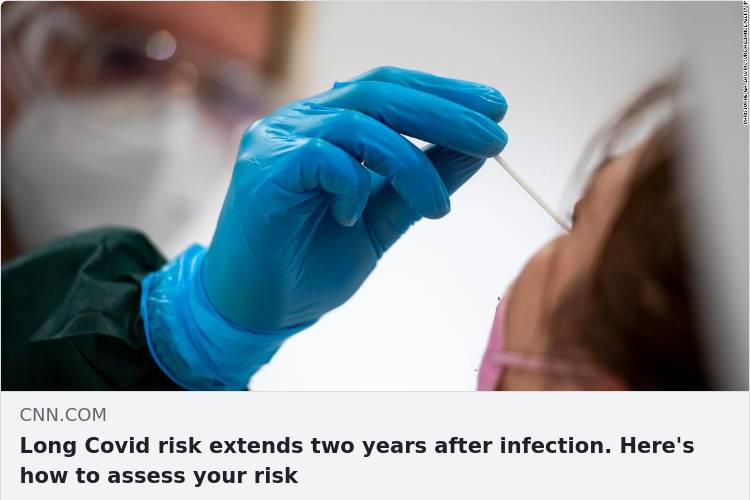 CNN.COM
Long Covid risk extends two years after infection. Here's
how to assess your risk